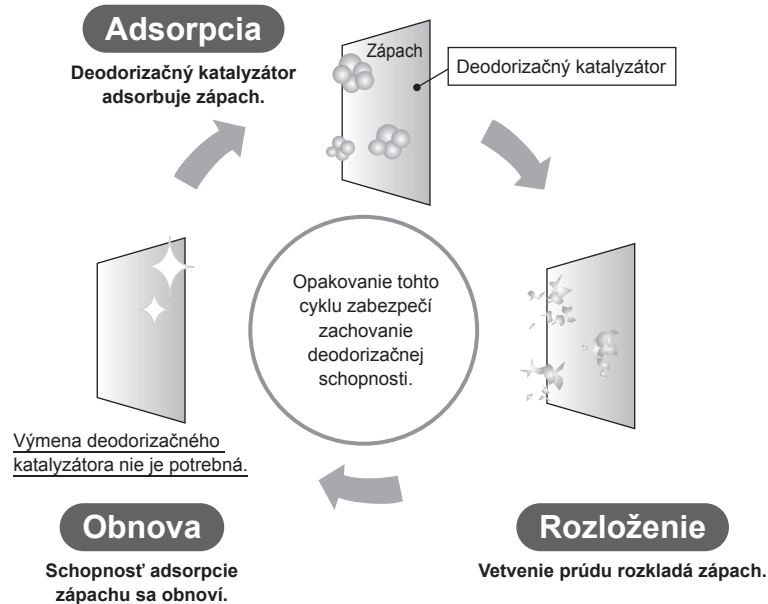 Adsorpcia
Deodorizačný katalyzátor
adsorbuje zápach.
Zápach
Deodorizačný katalyzátor
Opakovanie tohto
cyklu zabezpečí
zachovanie
deodorizačnej
schopnosti.
Výmena deodorizačného
katalyzátora nie je potrebná.
Obnova
Schopnosť adsorpcie
zápachu sa obnoví.
Rozloženie
Vetvenie prúdu rozkladá zápach.